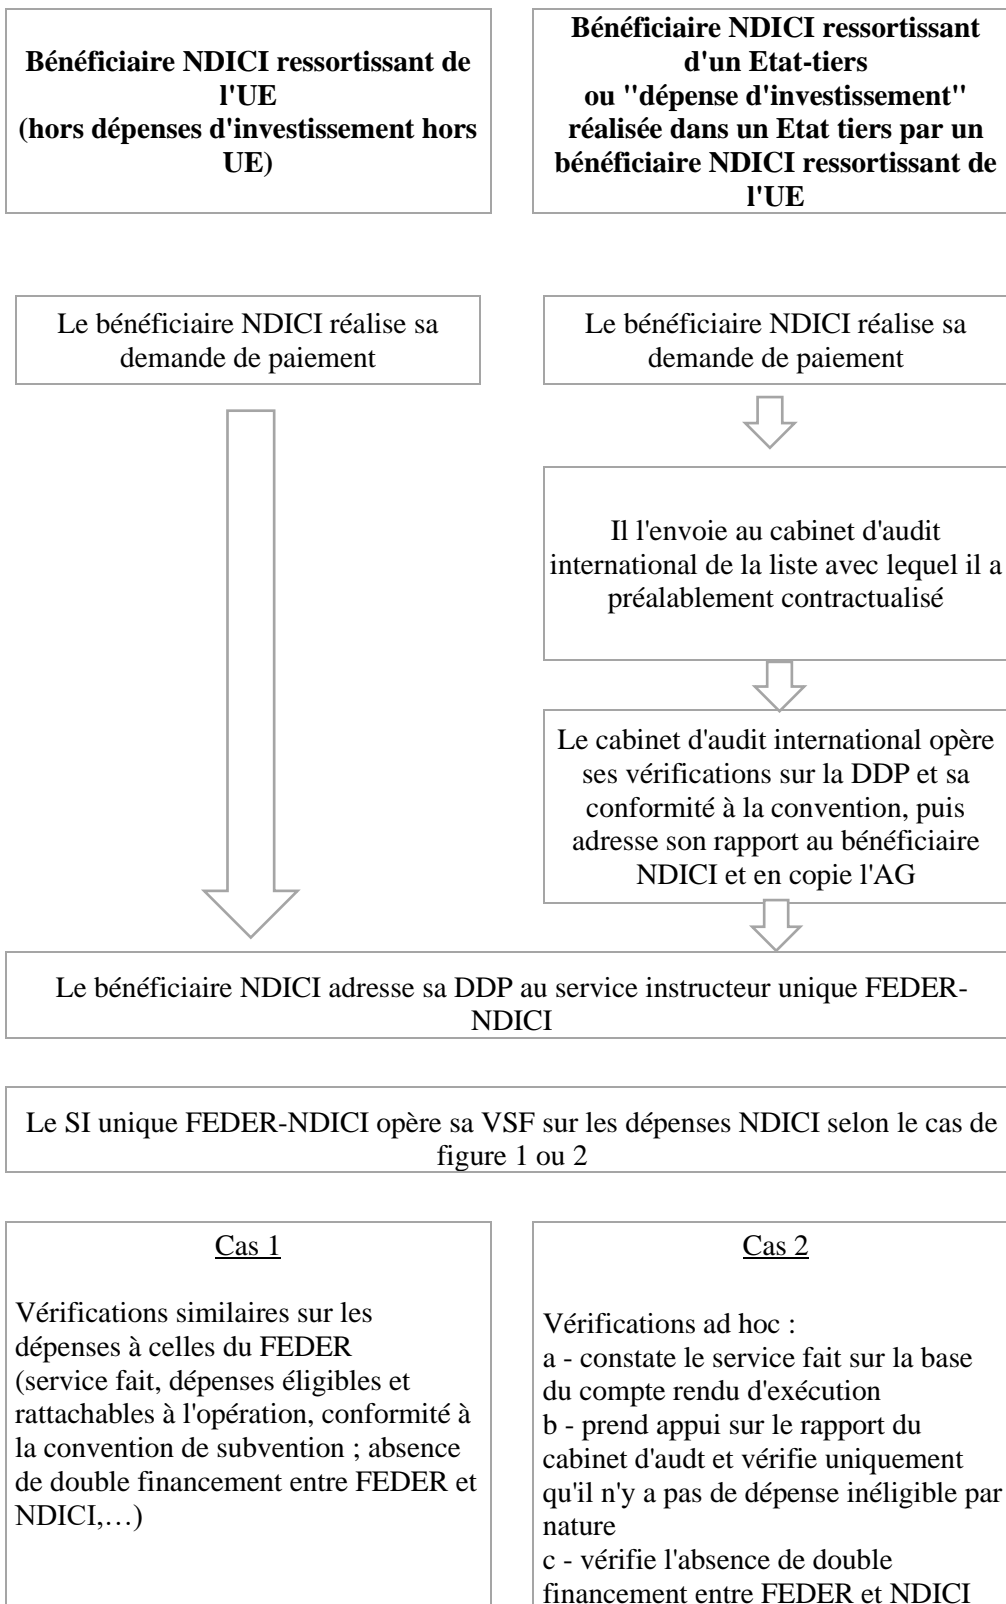 Bénéficiaire NDICI ressortissant de
l'UE
(hors dépenses d'investissement hors
UE)
Bénéficiaire NDICI ressortissant
d'un Etat-tiers
ou "dépense d'investissement"
réalisée dans un Etat tiers par un
bénéficiaire NDICI ressortissant de
l'UE
Le bénéficiaire NDICI réalise sa
demande de paiement
Le bénéficiaire NDICI réalise sa
demande de paiement
Il l'envoie au cabinet d'audit
international de la liste avec lequel il a
préalablement contractualisé
Le cabinet d'audit international opère
ses vérifications sur la DDP et sa
conformité à la convention, puis
adresse son rapport au bénéficiaire
NDICI et en copie l'AG
Le bénéficiaire NDICI adresse sa DDP au service instructeur unique FEDER-
NDICI
Le SI unique FEDER-NDICI opère sa VSF sur les dépenses NDICI selon le cas de
figure 1 ou 2
Cas 1
Vérifications similaires sur les
dépenses à celles du FEDER
(service fait, dépenses éligibles et
rattachables à l'opération, conformité à
la convention de subvention ; absence
de double financement entre FEDER et
NDICI,…)
Cas 2
Vérifications ad hoc :
a - constate le service fait sur la base
du compte rendu d'exécution
b - prend appui sur le rapport du
cabinet d'audt et vérifie uniquement
qu'il n'y a pas de dépense inéligible par
nature
c - vérifie l'absence de double
financement entre FEDER et NDICI